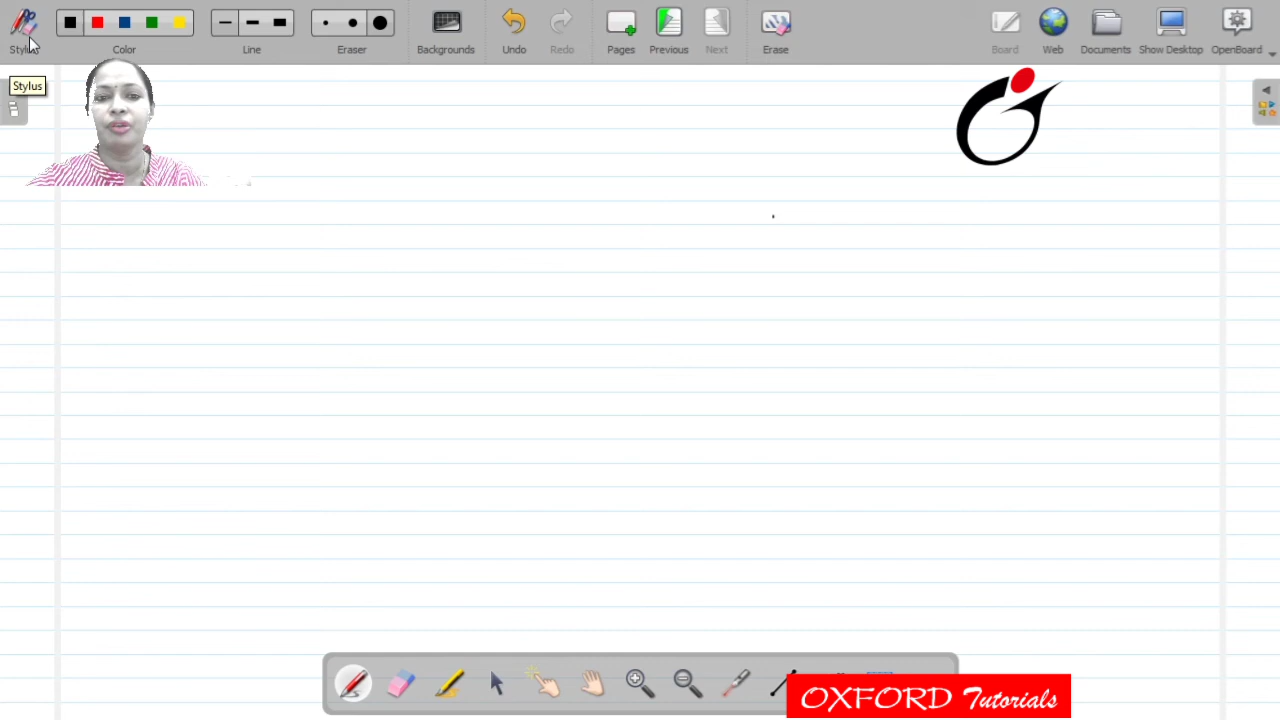 Stylus
Color
Line
Eraser
Backgrounds
Undo
Redo
Pages
Previous
Next
Erase
Board
Web
Documents
Show Desktop
OpenBoard
Stylus
OXFORD Tutorials